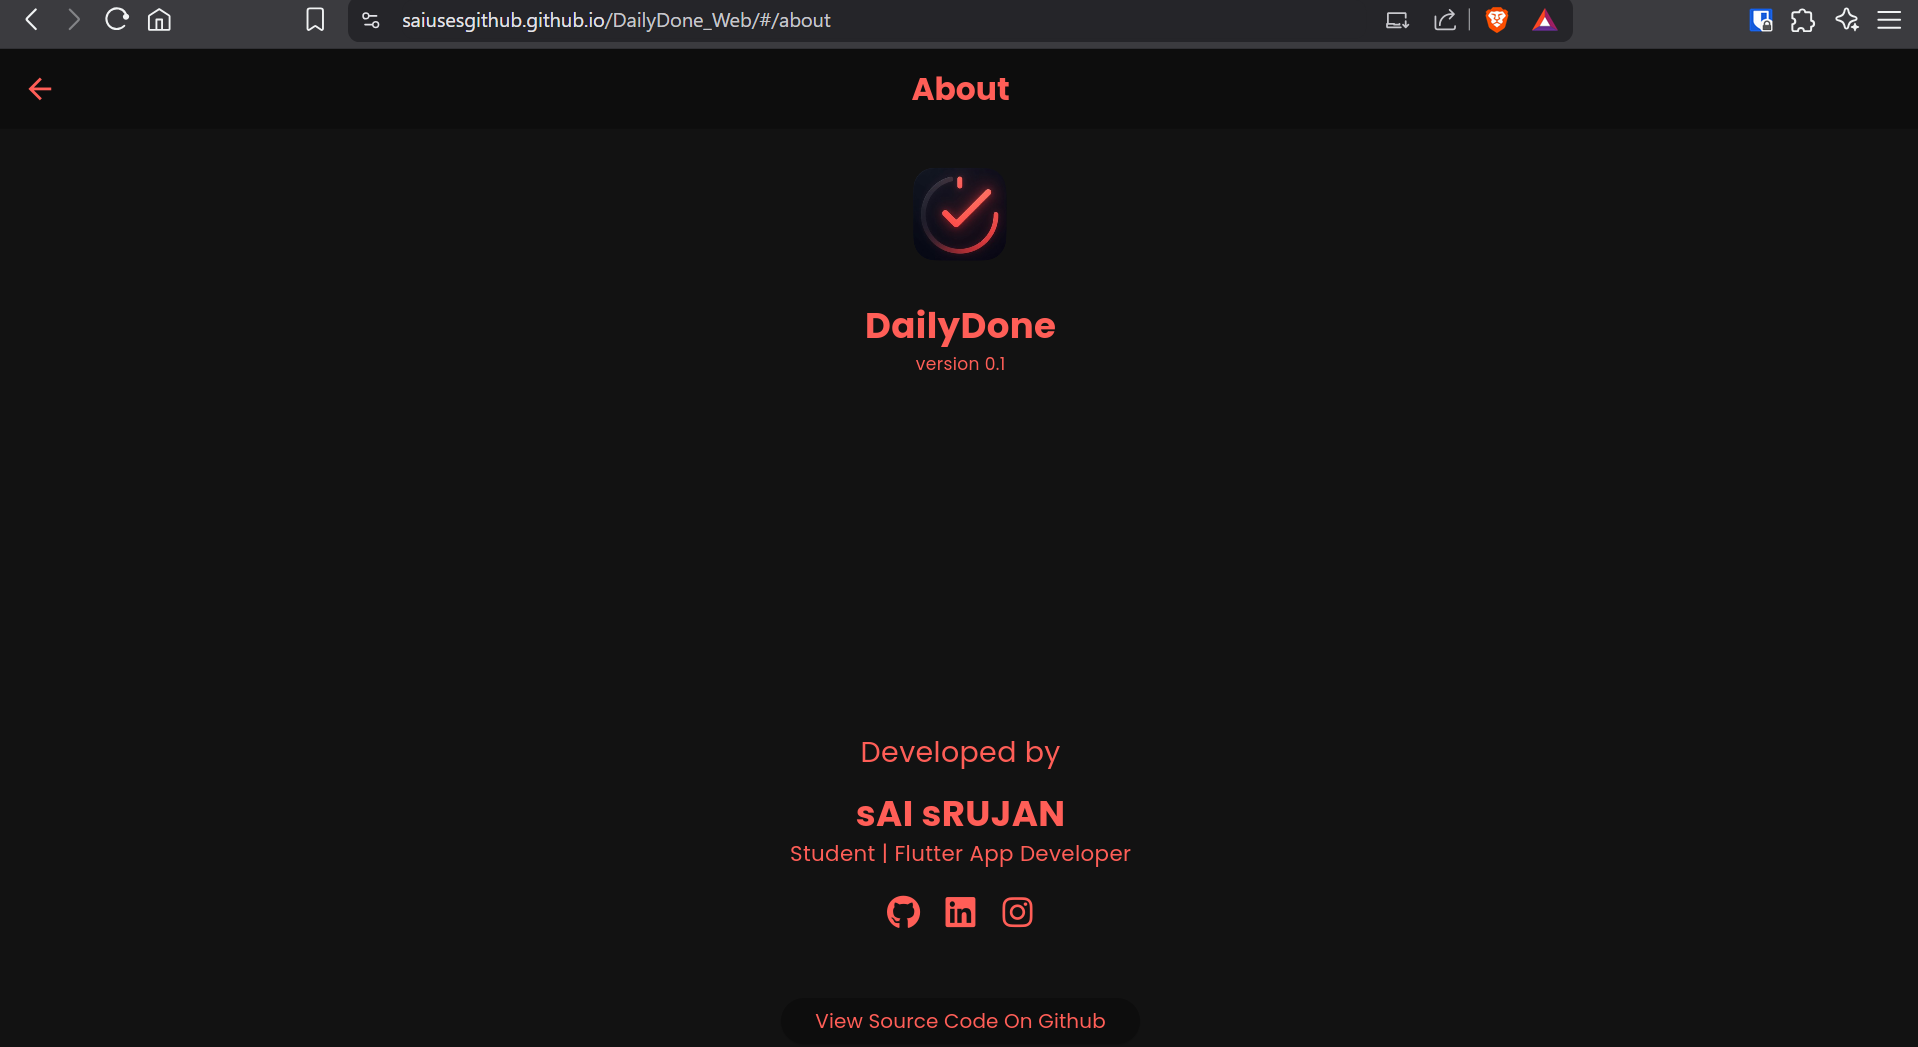 saiusesgithub.github.io/DailyDone_Web/#/about
About
DailyDone
version 0.1
Developed by
sAI sRUJAN
Student | Flutter App Developer
in
View Source Code On Github